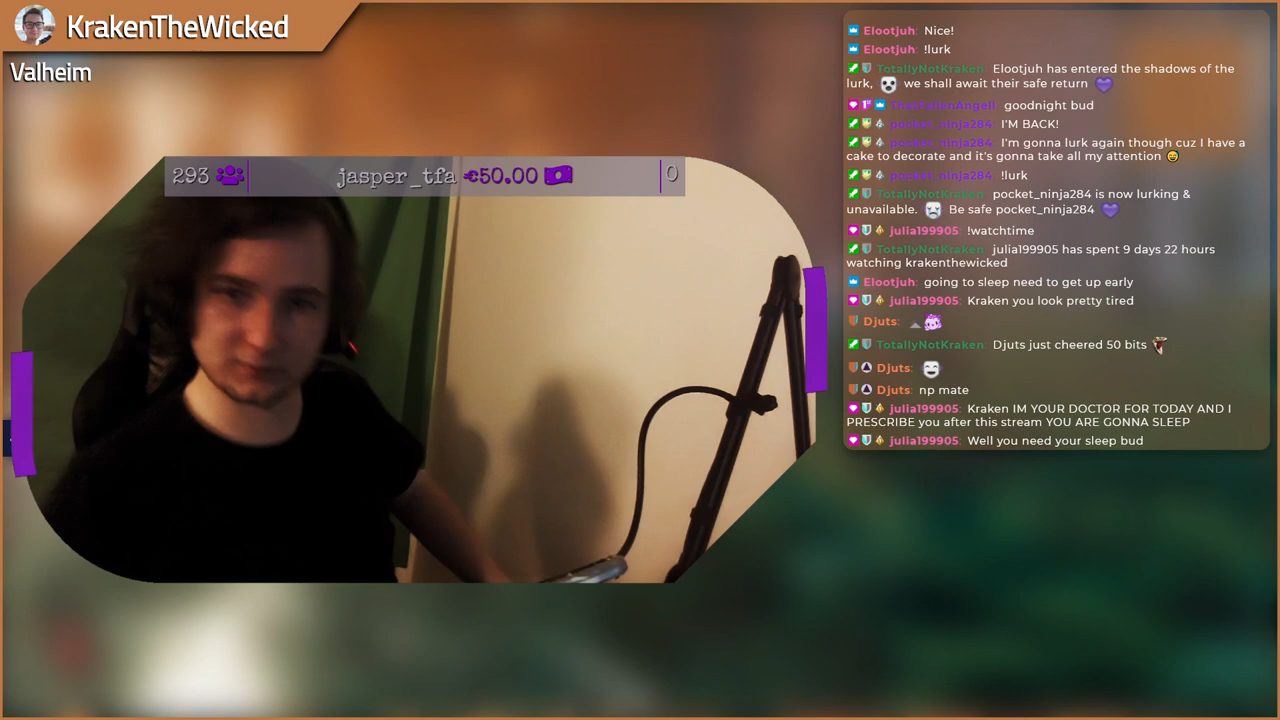 KrakenTheWicked
Valheim
293
jasper_tfa €50.00
0
Elootjuh: Nice!
Elootjuh: !lurk
TotallyNotKraken: Elootjuh has entered the shadows of the
lurk, we shall await their safe return
ThatFallenAngell: goodnight bud
pocket_ninja284: I'M BACK!
pocket_ninja284: I'm gonna lurk again though cuz I have a
cake to decorate and it's gonna take all my attention
pocket_ninja284: !lurk
TotallyNotKraken: pocket_ninja284 is now lurking &
unavailable. Be safe pocket_ninja284
julia199905: !watchtime
TotallyNotKraken: julia199905 has spent 9 days 22 hours
watching krakenthewicked
Elootjuh: going to sleep need to get up early
julia199905: Kraken you look pretty tired
Djuts:
TotallyNotKraken: Djuts just cheered 50 bits
Djuts:
Djuts: np mate
julia199905: Kraken IM YOUR DOCTOR FOR TODAY AND I
PRESCRIBE you after this stream YOU ARE GONNA SLEEP
julia199905: Well you need your sleep bud